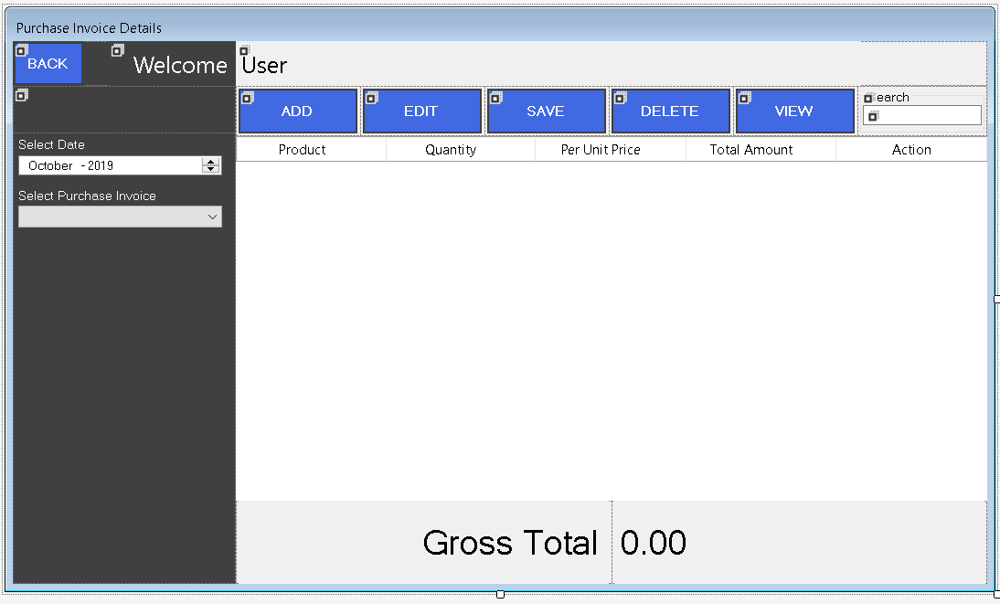 Purchase Invoice Details
BACK
Welcome User
ADD EDIT SAVE DELETE VIEW
earch
Product Quantity Per Unit Price Total Amount Action
Select Date
October - 2019
Select Purchase Invoice
Gross Total 0.00